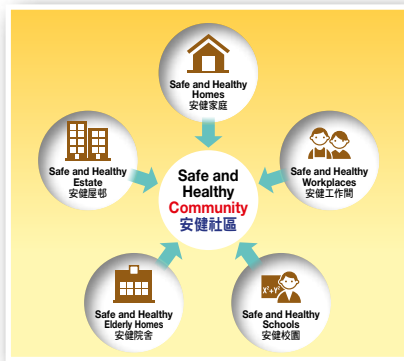 Safe and Healthy
Homes
安健家庭
Safe and Healthy
Estate
安健屋邨
Safe and Healthy
Workplaces
安健工作間
Safe and
Healthy
Community
安健社區
Safe and Healthy
Elderly Homes
安健院舍
X²+Y²
Safe and Healthy
Schools
安健校園